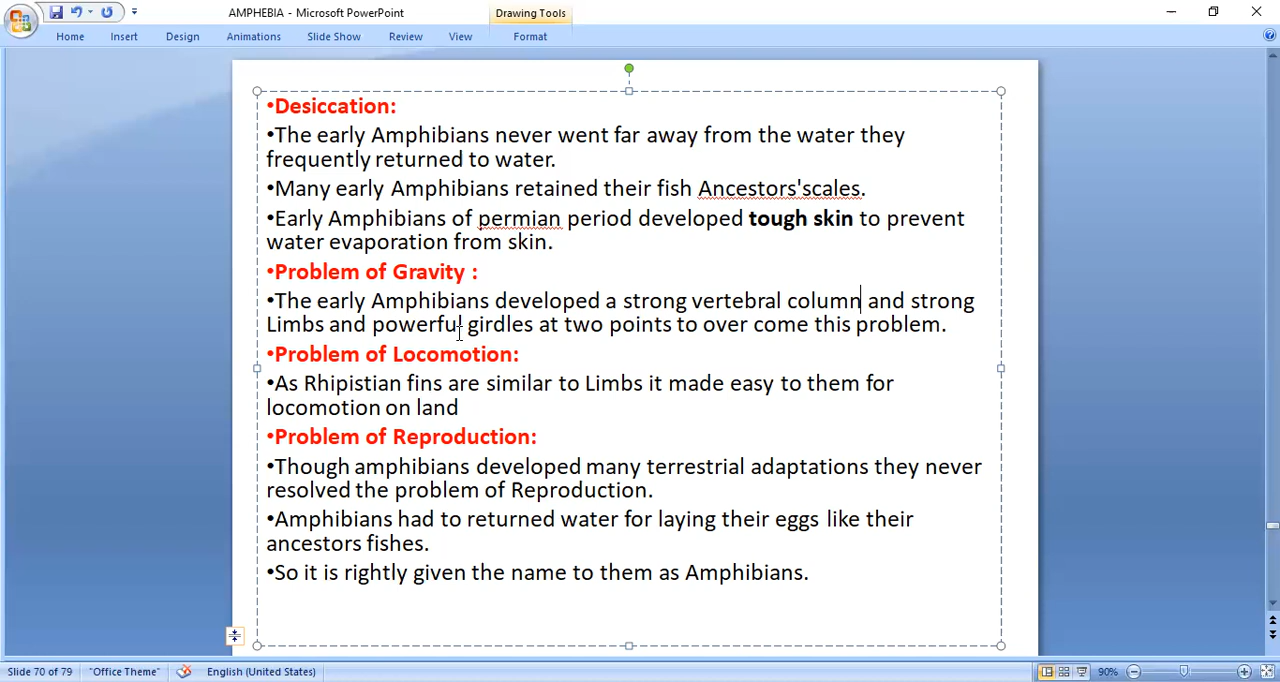 AMPHEBIA - Microsoft PowerPoint
Drawing Tools
Home Insert Design Animations Slide Show Review View Format
•Desiccation:
•The early Amphibians never went far away from the water they
frequently returned to water.
•Many early Amphibians retained their fish Ancestors'scales.
•Early Amphibians of permian period developed tough skin to prevent
water evaporation from skin.
•Problem of Gravity :
•The early Amphibians developed a strong vertebral column and strong
Limbs and powerful girdles at two points to over come this problem.
•Problem of Locomotion:
•As Rhipistian fins are similar to Limbs it made easy to them for
locomotion on land
•Problem of Reproduction:
•Though amphibians developed many terrestrial adaptations they never
resolved the problem of Reproduction.
•Amphibians had to returned water for laying their eggs like their
ancestors fishes.
•So it is rightly given the name to them as Amphibians.
Slide 70 of 79 "Office Theme" English (United States) 90%